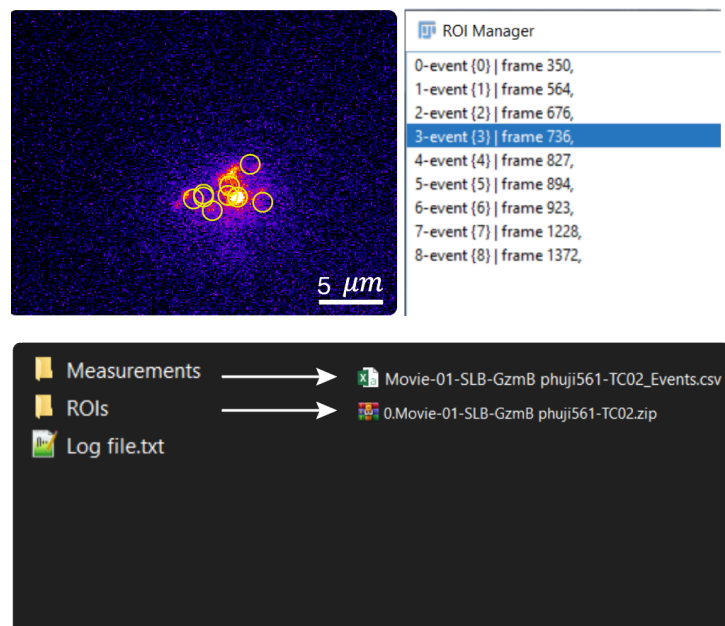 5 μm
ROI Manager
0-event {0} | frame 350,
1-event {1} | frame 564,
2-event {2} | frame 676,
3-event {3} | frame 736,
4-event {4} | frame 827,
5-event {5} | frame 894,
6-event {6} | frame 923,
7-event {7} | frame 1228,
8-event {8} | frame 1372,
Measurements
Movie-01-SLB-GzmB phuji561-TC02_Events.csv
ROIs
0.Movie-01-SLB-GzmB phuji561-TC02.zip
Log file.txt